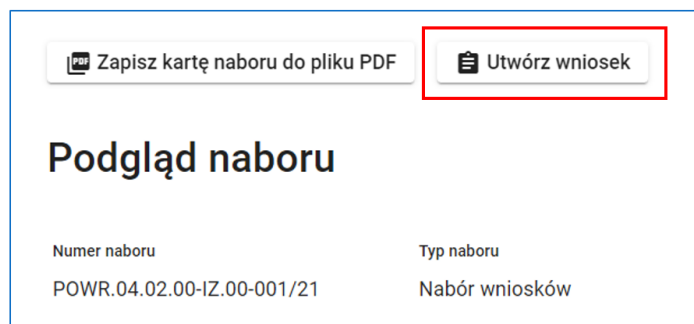 PDF Zapisz kartę naboru do pliku PDF
Utwórz wniosek
Podgląd naboru
Numer naboru
Typ naboru
POWR.04.02.00-IZ.00-001/21
Nabór wniosków